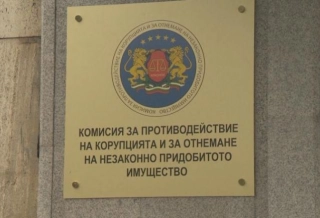 КОМИСИЯ ЗА ПРОТИВОДЕЙСТВИЕ
НА КОРУПЦИЯТА И ЗА ОТНЕМАНЕ
НА НЕЗАКОННО ПРИДОБИТОТО
ИМУЩЕСТВО